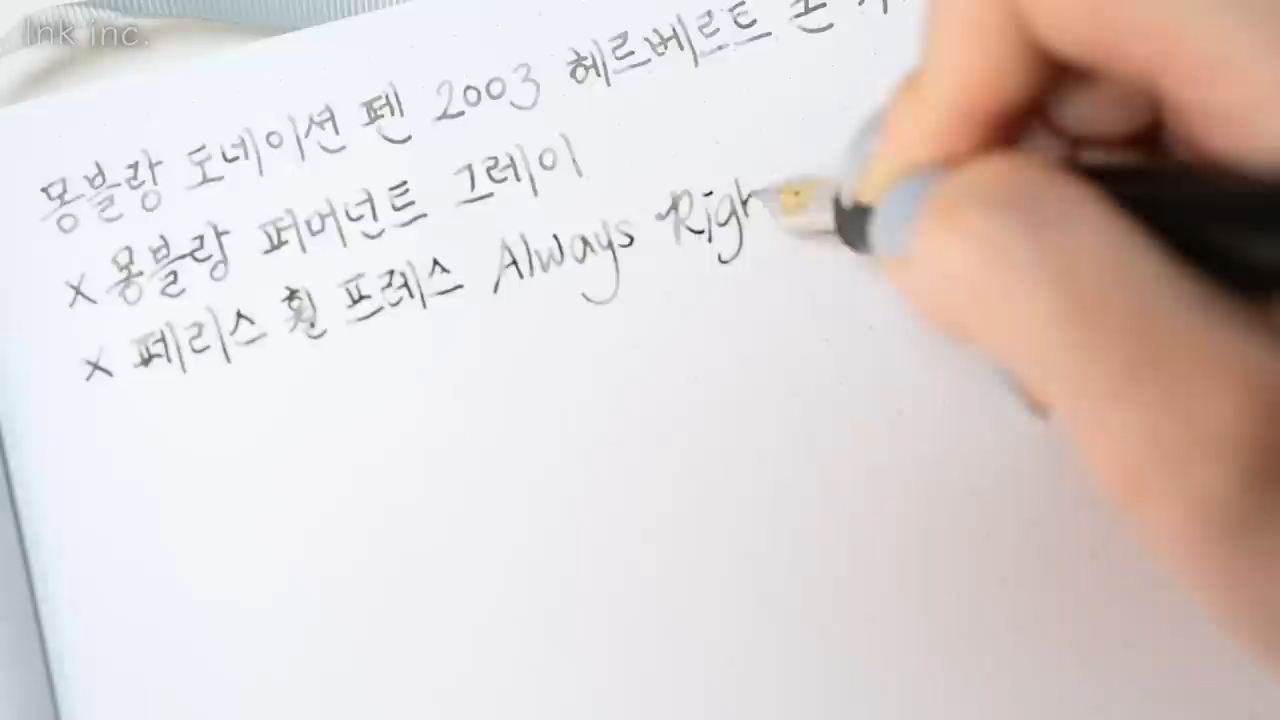 Ink inc.
몽블랑 도네이션 펜 2003 헤르베르트 폰
x 몽블랑 퍼머넌트 그레이
x 페리스 휠 프레스 Always Righ